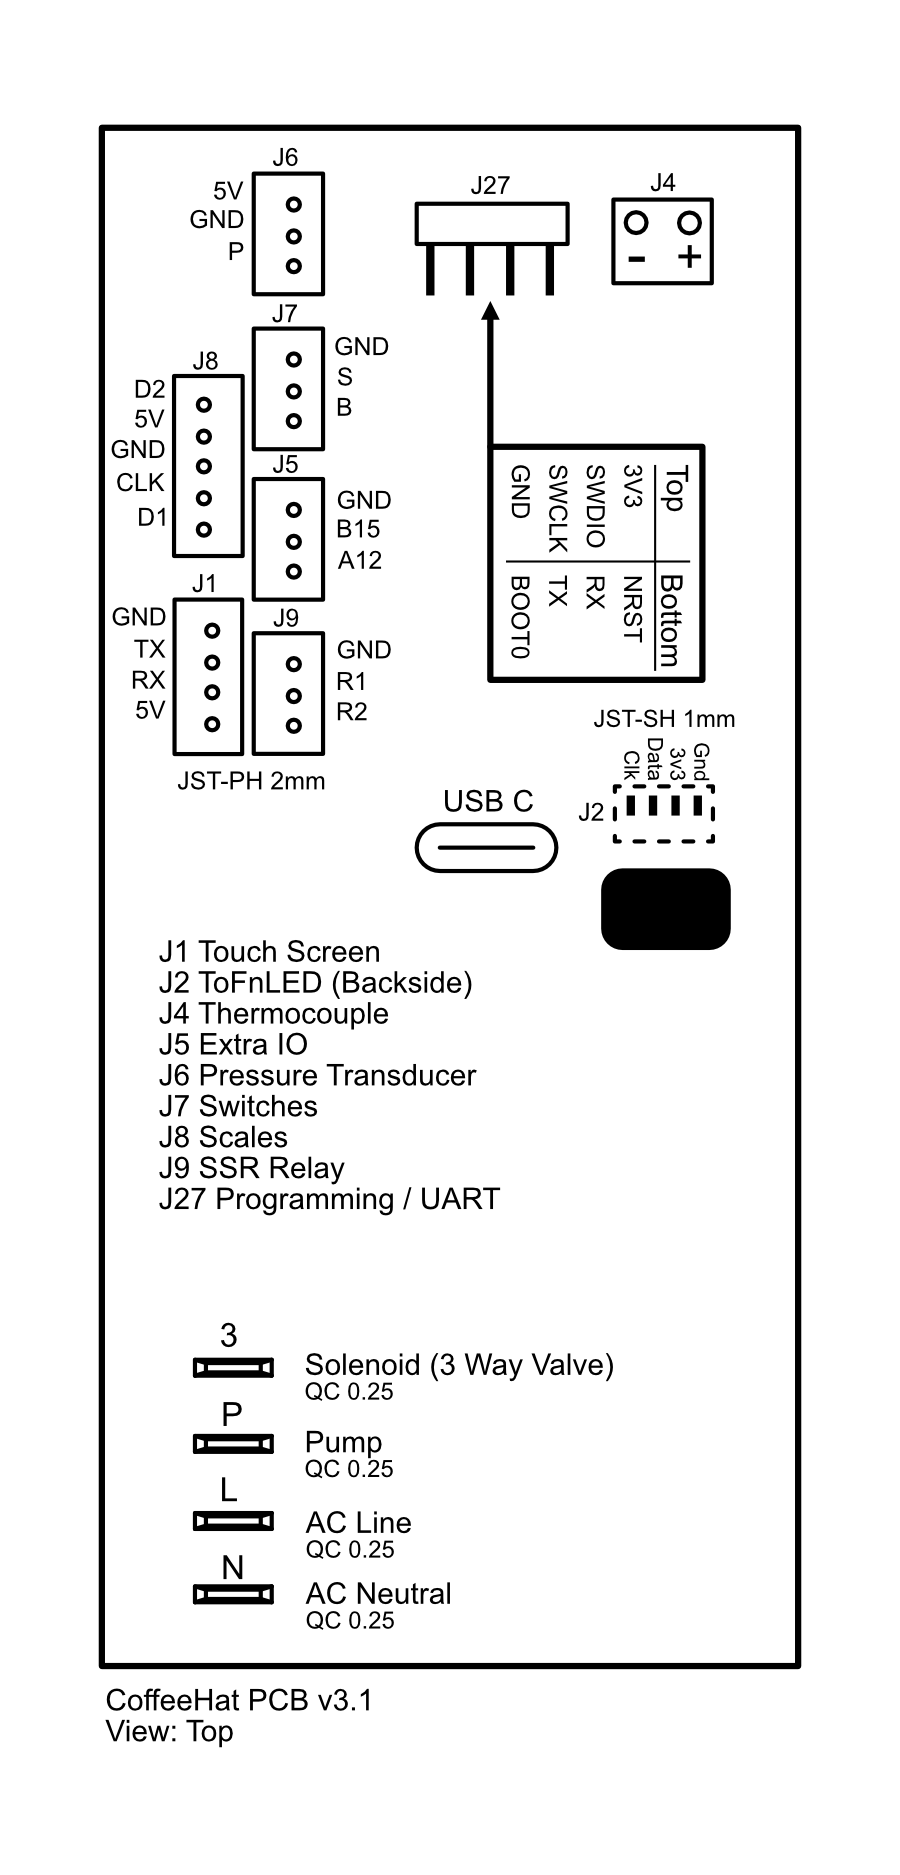 J6
5V
GND
P
J27
J4
- +
J7
GND
S
B
J8
D2
5V
GND
CLK
D1
J5
GND
B15
A12
J1
GND
TX
RX
5V
J9
GND
R1
R2
JST-PH 2mm
Top Bottom
3V3 NRST
SWDIO RX
SWCLK TX
GND BOOT0
JST-SH 1mm
Clk
Data
3v3
Gnd
J2
USB C
J1 Touch Screen
J2 ToFnLED (Backside)
J4 Thermocouple
J5 Extra IO
J6 Pressure Transducer
J7 Switches
J8 Scales
J9 SSR Relay
J27 Programming / UART
3
Solenoid (3 Way Valve)
QC 0.25
P
Pump
QC 0.25
L
AC Line
QC 0.25
N
AC Neutral
QC 0.25
CoffeeHat PCB v3.1
View: Top